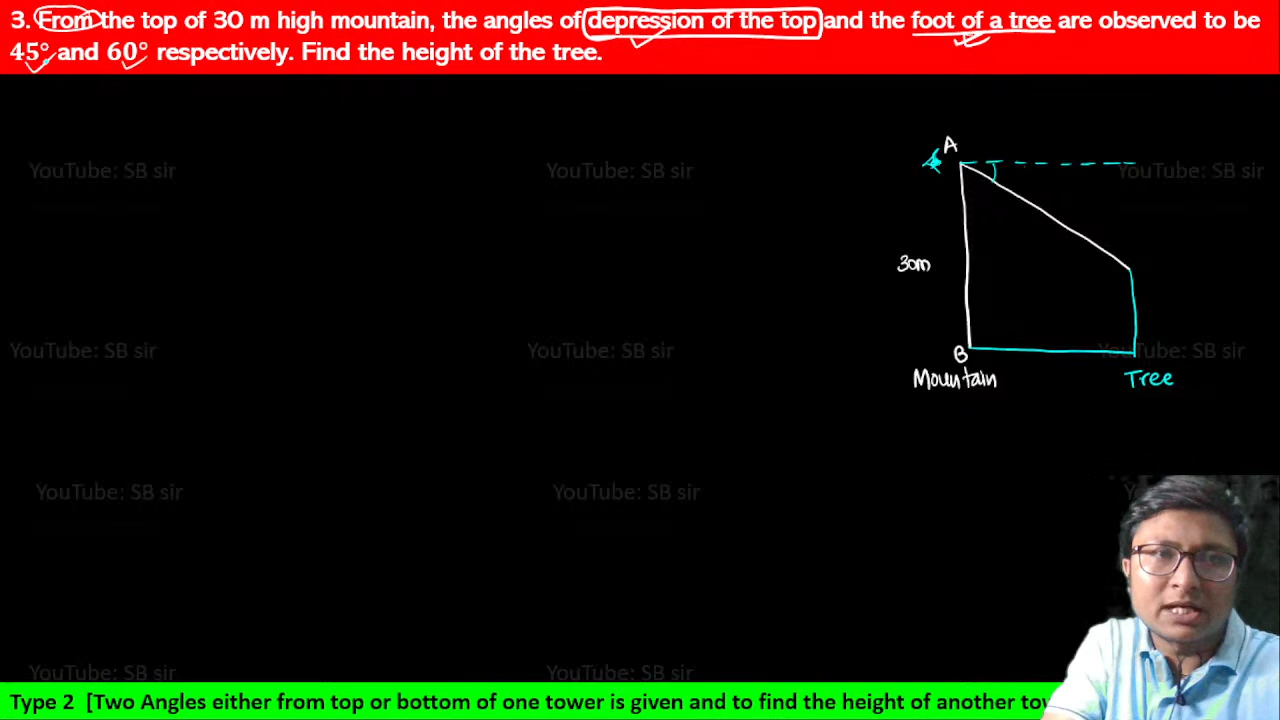 3. From the top of 30 m high mountain, the angles of depression of the top and the foot of a tree are observed to be
45° and 60° respectively. Find the height of the tree.
A
YouTube: SB sir YouTube: SB sir YouTube: SB sir
30m
YouTube: SB sir YouTube: SB sir YouTube: SB sir
B
Mountain Tree
YouTube: SB sir YouTube: SB sir
YouTube: SB sir YouTube: SB sir
Type 2 [Two Angles either from top or bottom of one tower is given and to find the height of another